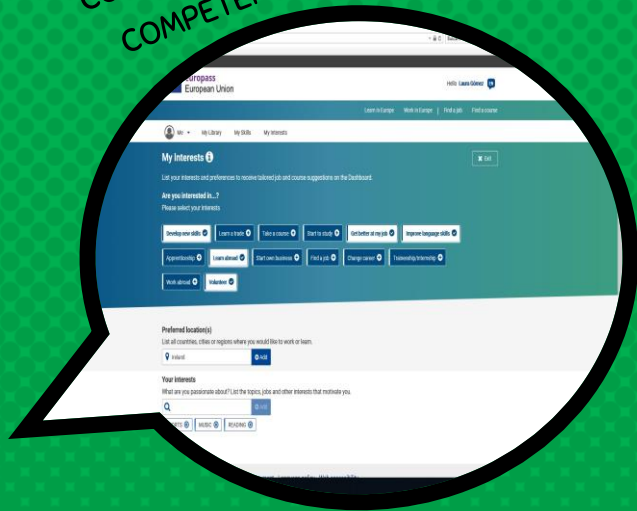 europass
European Union
Hello Laura Gómez
Learn in Europe Work in Europe Find a job Find a course
Me My Library My Skills My Interests
My Interests
Exit
List your interests and preferences to receive tailored job and course suggestions on the Dashboard.
Are you interested in...?
Please select your interests
Develop new skills Learn a trade Take a course Start to study Get better at my job Improve language skills
Apprenticeship Learn abroad Start own business Find a job Change career Traineeship/Internship
Work abroad Volunteer
Preferred location(s)
List all countries, cities or regions where you would like to work or learn.
Ireland Add
Your interests
What are you passionate about? List the topics, jobs and other interests that motivate you.
Add
MUSIC READING